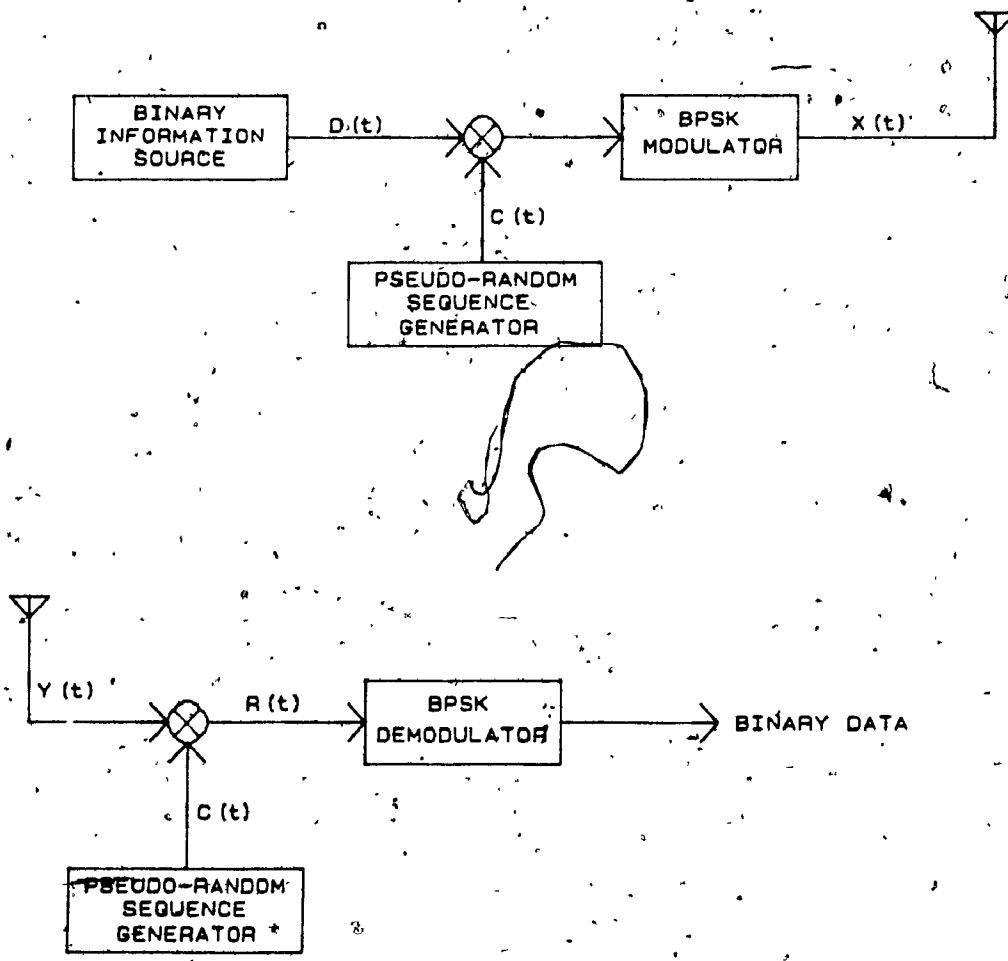 BINARY
INFORMATION
SOURCE
D(t)
BPSK
MODULATOR
X(t)
C(t)
PSEUDO-RANDOM
SEQUENCE
GENERATOR
Y(t)
R(t)
BPSK
DEMODULATOR
BINARY DATA
C(t)
PSEUDO-RANDOM
SEQUENCE
GENERATOR